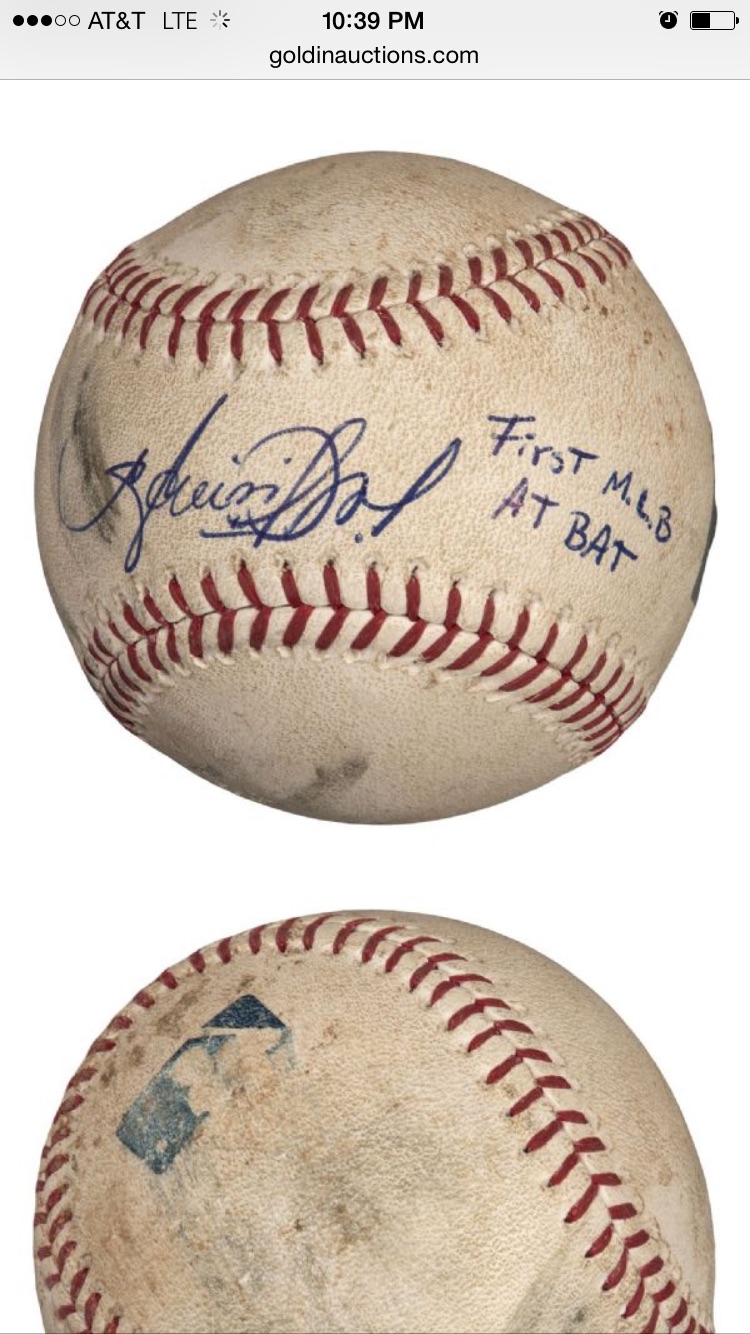 AT&T LTE 10:39 PM
goldinauctions.com
First M.L.B
AT BAT